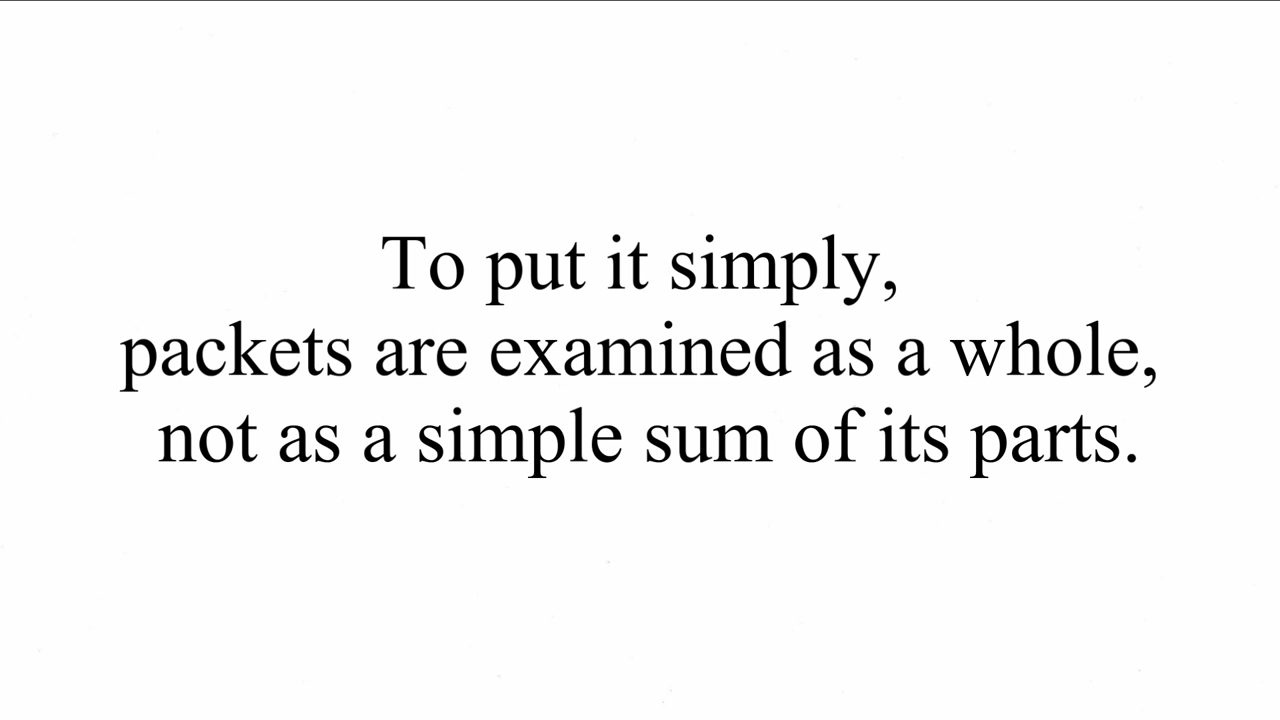 To put it simply,
packets are examined as a whole,
not as a simple sum of its parts.